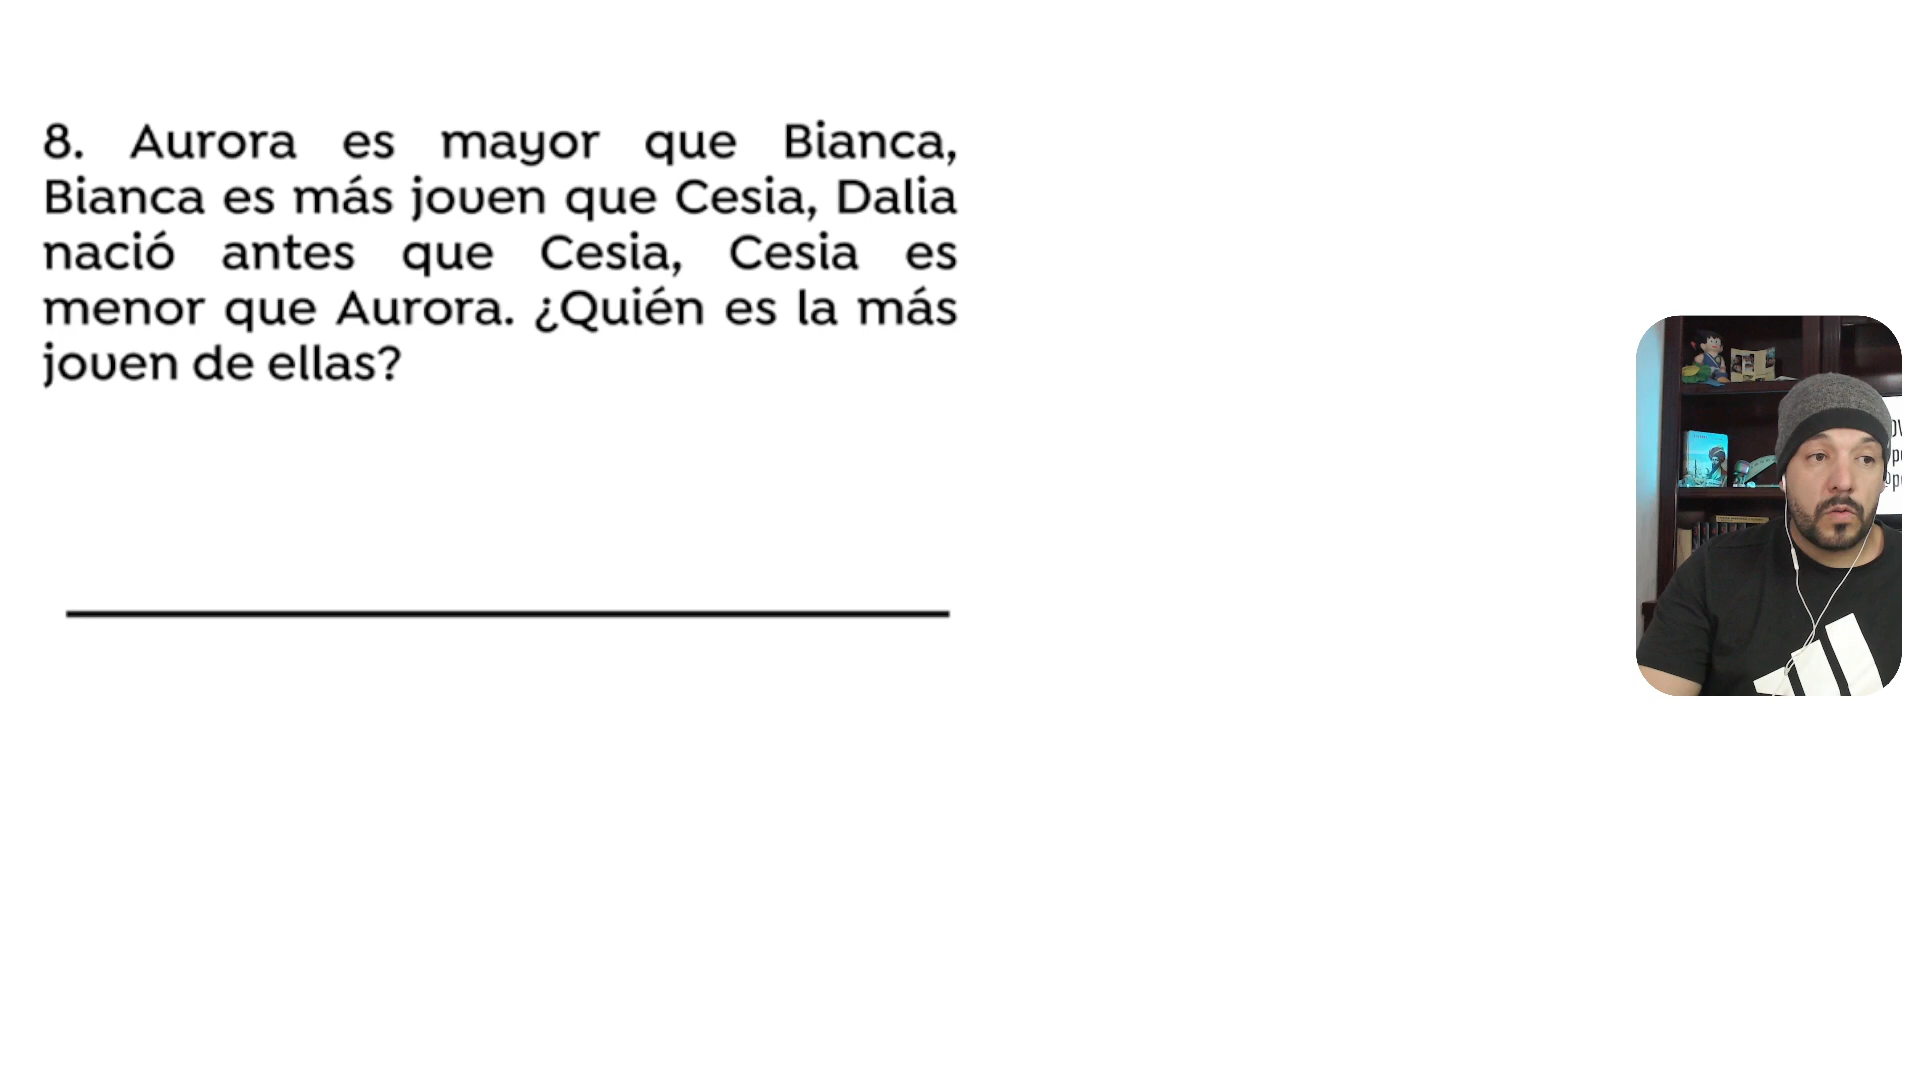 8. Aurora es mayor que Bianca,
Bianca es más joven que Cesia, Dalia
nació antes que Cesia, Cesia es
menor que Aurora. ¿Quién es la más
joven de ellas?